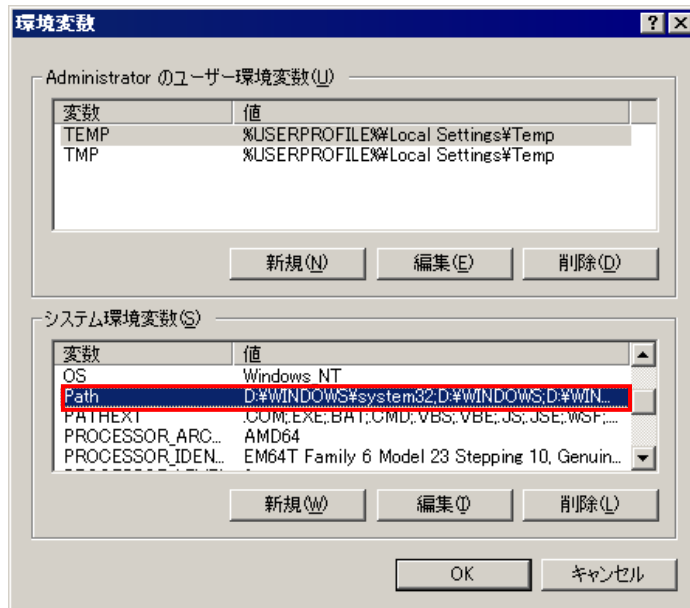 環境変数
Administrator のユーザー環境変数(U)
変数 値
TEMP %USERPROFILE%¥Local Settings¥Temp
TMP %USERPROFILE%¥Local Settings¥Temp
新規(N) 編集(E) 削除(D)
システム環境変数(S)
変数 値
OS Windows_NT
Path D:¥WINDOWS¥system32;D:¥WINDOWS;D:¥WIN...
PATHEXT .COM;.EXE;.BAT;.CMD;.VBS;.VBE;.JS;.JSE;.WSF;....
PROCESSOR_ARC... AMD64
PROCESSOR_IDEN... EM64T Family 6 Model 23 Stepping 10, Genuin...
新規(W) 編集(I) 削除(L)
OK キャンセル